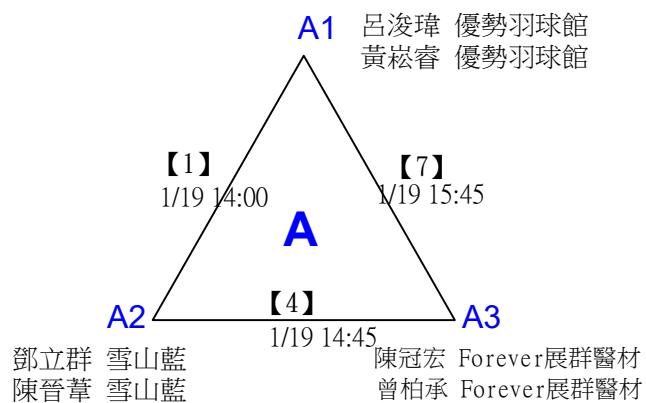 A1
呂浚瑋 優勢羽球館
黃崧睿 優勢羽球館
【1】
1/19 14:00
【7】
1/19 15:45
A
【4】
1/19 14:45
A2
A3
鄧立群 雪山藍
陳晉葦 雪山藍
陳冠宏 Forever展群醫材
曾柏承 Forever展群醫材